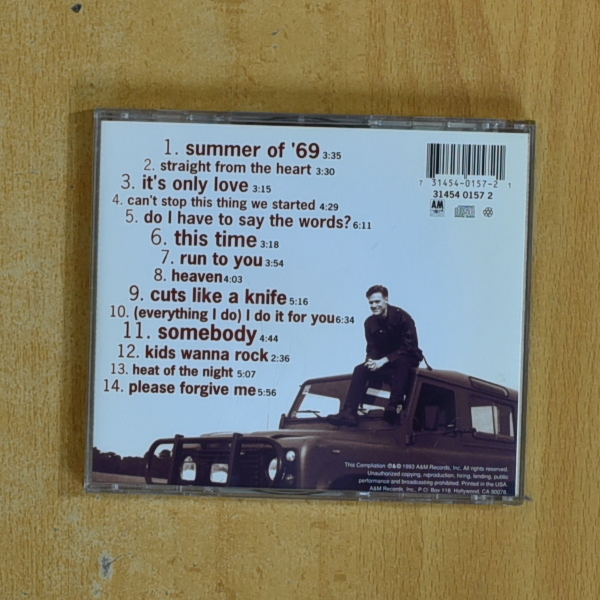 1. summer of '69 3:35
2. straight from the heart 3:30
3. it's only love 3:15
4. can't stop this thing we started 4:29
5. do I have to say the words? 6:11
6. this time 3:18
7. run to you 3:54
8. heaven 4:03
9. cuts like a knife 5:16
10. (everything I do) I do it for you 6:34
11. somebody 4:44
12. kids wanna rock 2:36
13. heat of the night 5:07
14. please forgive me 5:56
7 31454-0157-2 1
31454 0157 2
AM
This Compilation ℗&© 1993 A&M Records, Inc. All rights reserved.
Unauthorized copying, reproduction, hiring, lending, public
performance and broadcasting prohibited. Printed in the USA.
A&M Records, Inc. P.O. Box 118, Hollywood, CA 90078.